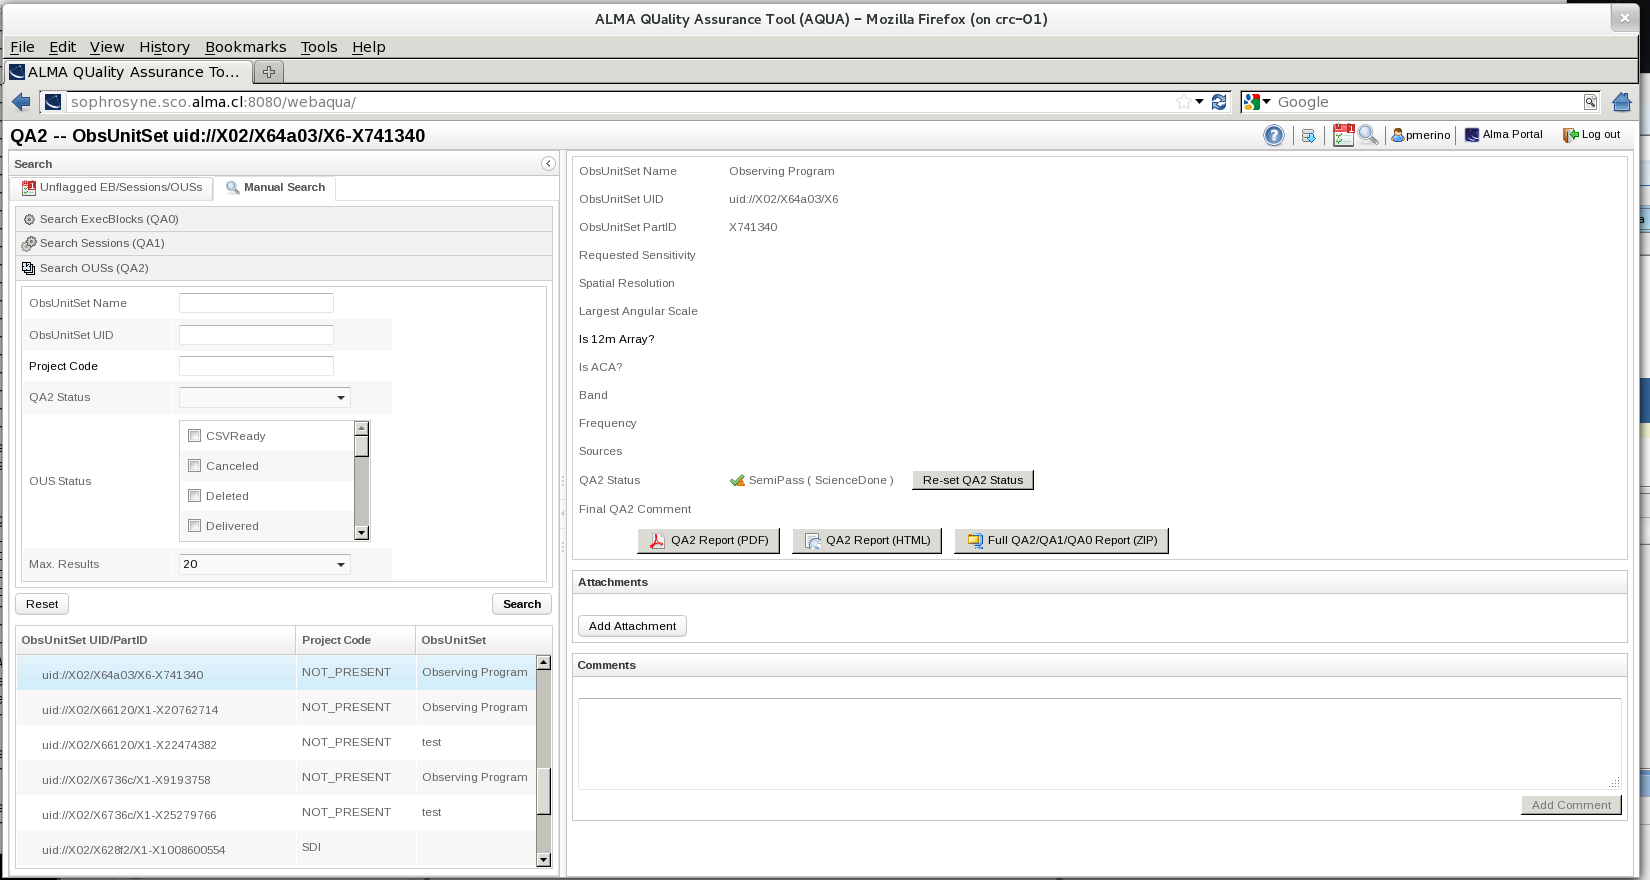 ALMA QUality Assurance Tool (AQUA) – Mozilla Firefox (on crc–01)
File Edit View History Bookmarks Tools Help
ALMA QUality Assurance To...
sophrosyne.sco.alma.cl:8080/webaqua/
Google
QA2 -- ObsUnitSet uid://X02/X64a03/X6-X741340
1
pmerino
Alma Portal
Log out
Search
Unflagged EB/Sessions/OUSs
Manual Search
Search ExecBlocks (QA0)
Search Sessions (QA1)
Search OUSs (QA2)
ObsUnitSet Name
ObsUnitSet UID
Project Code
QA2 Status
OUS Status
CSVReady
Canceled
Deleted
Delivered
Max. Results 20
Reset
Search
ObsUnitSet UID/PartID Project Code ObsUnitSet
uid://X02/X64a03/X6-X741340 NOT_PRESENT Observing Program
uid://X02/X66120/X1-X20762714 NOT_PRESENT Observing Program
uid://X02/X66120/X1-X22474382 NOT_PRESENT test
uid://X02/X6736c/X1-X9193758 NOT_PRESENT Observing Program
uid://X02/X6736c/X1-X25279766 NOT_PRESENT test
uid://X02/X628f2/X1-X1008600554 SDI
ObsUnitSet Name Observing Program
ObsUnitSet UID uid://X02/X64a03/X6
ObsUnitSet PartID X741340
Requested Sensitivity
Spatial Resolution
Largest Angular Scale
Is 12m Array?
Is ACA?
Band
Frequency
Sources
QA2 Status SemiPass ( ScienceDone ) Re-set QA2 Status
Final QA2 Comment
QA2 Report (PDF) QA2 Report (HTML) Full QA2/QA1/QA0 Report (ZIP)
Attachments
Add Attachment
Comments
Add Comment